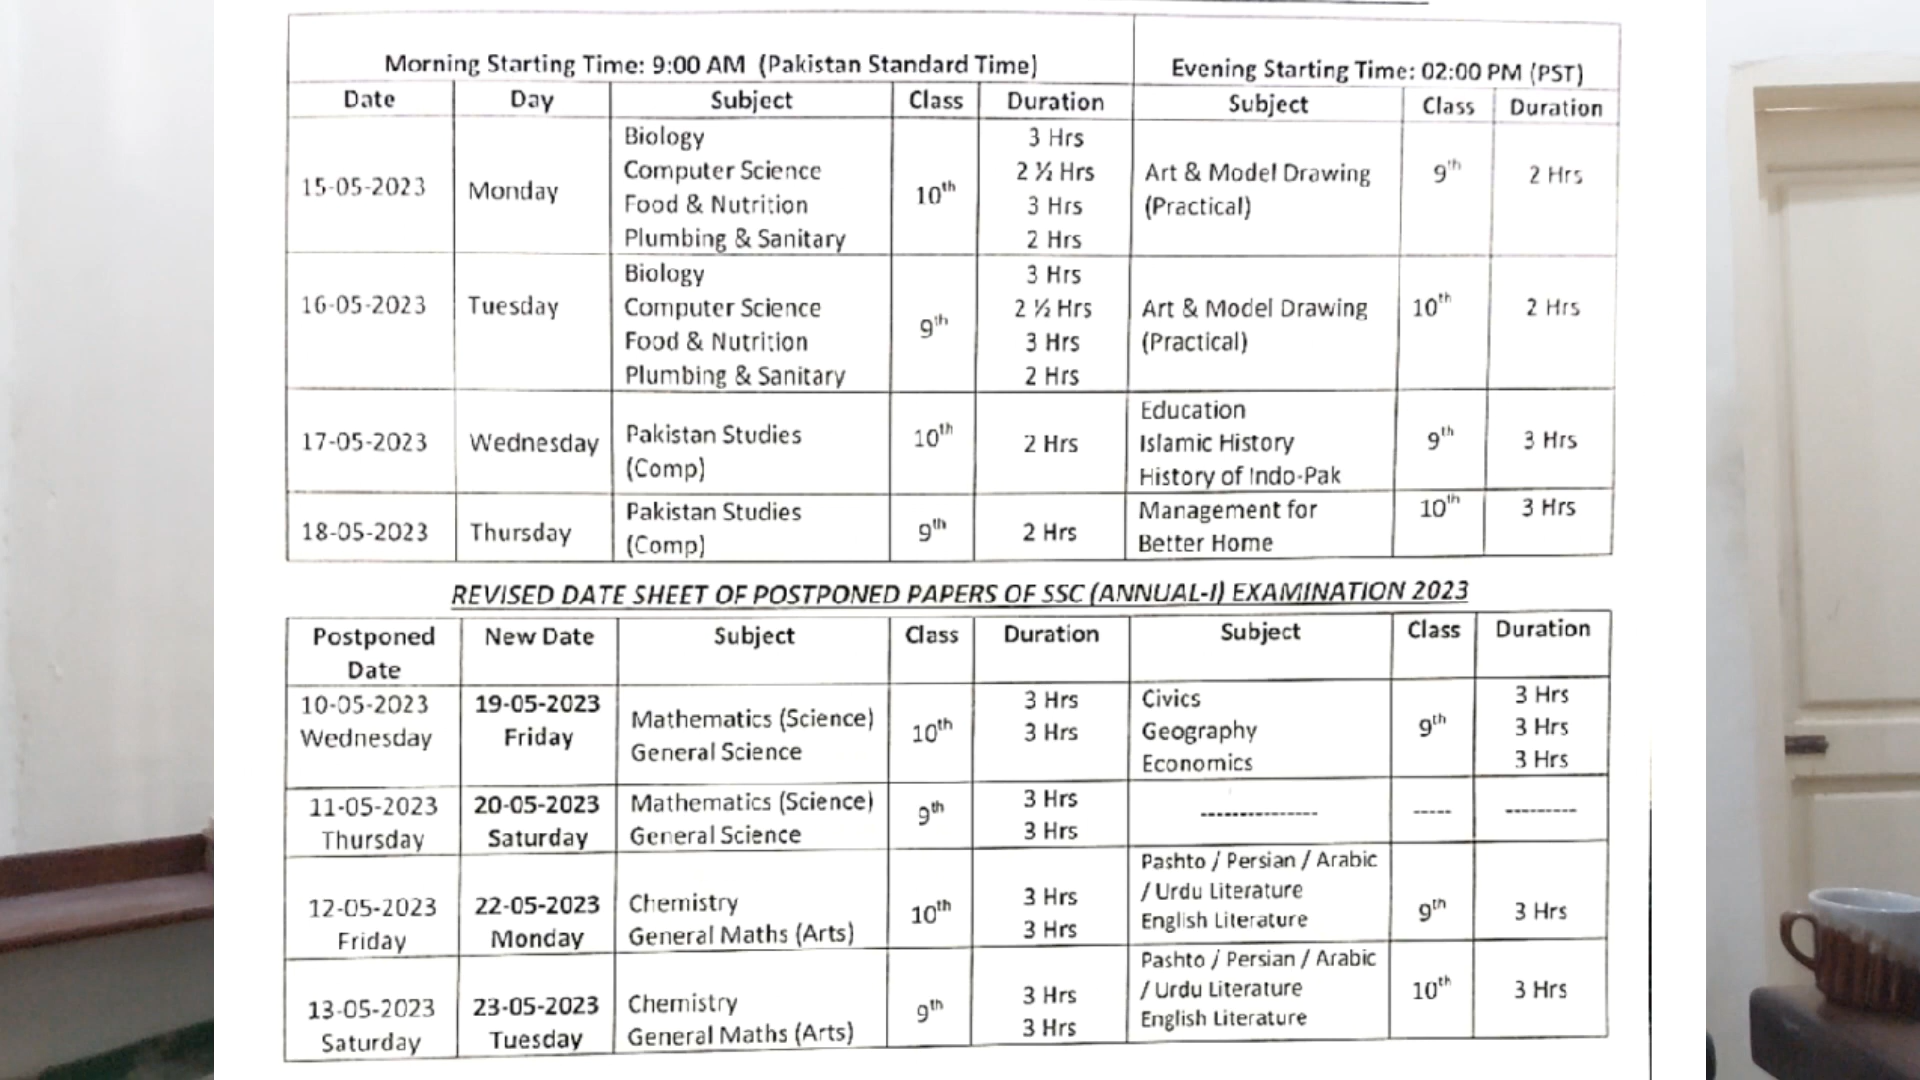 Morning Starting Time: 9:00 AM (Pakistan Standard Time) Evening Starting Time: 02:00 PM (PST)
Date Day Subject Class Duration Subject Class Duration
15-05-2023 Monday Biology 10th 3 Hrs Art & Model Drawing 9th 2 Hrs
Computer Science 2 ½ Hrs (Practical)
Food & Nutrition 3 Hrs
Plumbing & Sanitary 2 Hrs
16-05-2023 Tuesday Biology 9th 3 Hrs Art & Model Drawing 10th 2 Hrs
Computer Science 2 ½ Hrs (Practical)
Food & Nutrition 3 Hrs
Plumbing & Sanitary 2 Hrs
17-05-2023 Wednesday Pakistan Studies 10th 2 Hrs Education 9th 3 Hrs
(Comp) Islamic History
History of Indo-Pak
18-05-2023 Thursday Pakistan Studies 9th 2 Hrs Management for 10th 3 Hrs
(Comp) Better Home
REVISED DATE SHEET OF POSTPONED PAPERS OF SSC (ANNUAL-I) EXAMINATION 2023
Postponed New Date Subject Class Duration Subject Class Duration
Date
10-05-2023 19-05-2023 Mathematics (Science) 10th 3 Hrs Civics 9th 3 Hrs
Wednesday Friday General Science 3 Hrs Geography 3 Hrs
Economics 3 Hrs
11-05-2023 20-05-2023 Mathematics (Science) 9th 3 Hrs --------------- ----- ---------
Thursday Saturday General Science 3 Hrs
12-05-2023 22-05-2023 Chemistry 10th 3 Hrs Pashto / Persian / Arabic 9th 3 Hrs
Friday Monday General Maths (Arts) 3 Hrs / Urdu Literature
English Literature
13-05-2023 23-05-2023 Chemistry 9th 3 Hrs Pashto / Persian / Arabic 10th 3 Hrs
Saturday Tuesday General Maths (Arts) 3 Hrs / Urdu Literature
English Literature